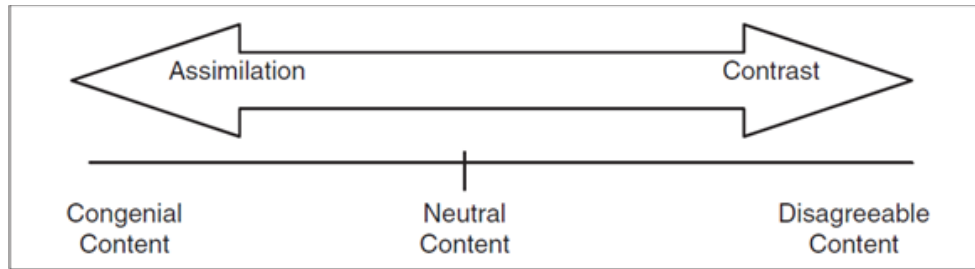 Assimilation Contrast
Congenial Neutral Disagreeable
Content Content Content